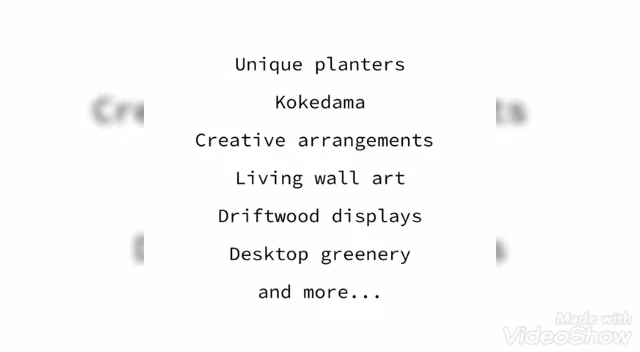 Unique planters
Kokedama
Creative arrangements
Living wall art
Driftwood displays
Desktop greenery
and more...
Made with
VideoShow